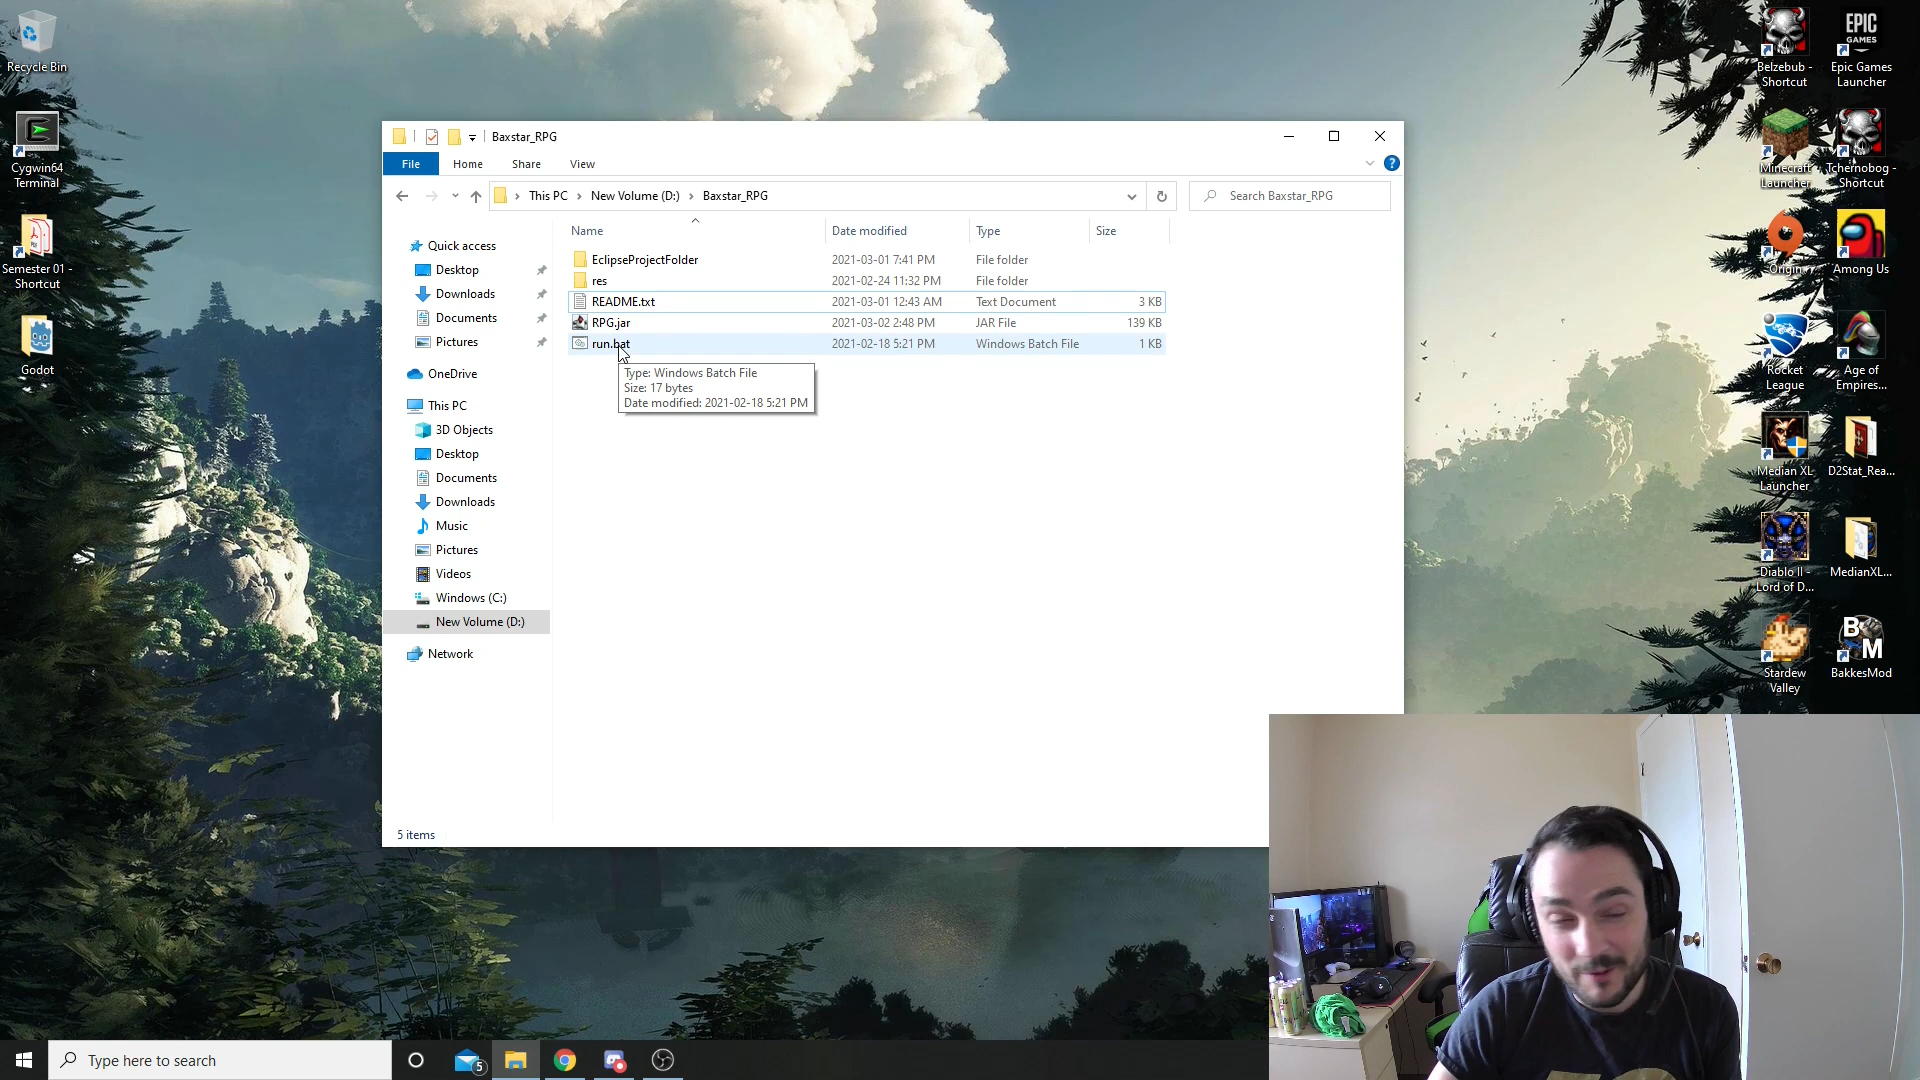 Recycle Bin
Cygwin64
Terminal
Semester 01 -
Shortcut
Godot
Baxstar_RPG
File
Home
Share
View
This PC
New Volume (D:)
Baxstar_RPG
Search Baxstar_RPG
Name
Date modified
Type
Size
EclipseProjectFolder
2021-03-01 7:41 PM
File folder
res
2021-02-24 11:32 PM
File folder
README.txt
2021-03-01 12:43 AM
Text Document
3 KB
RPG.jar
2021-03-02 2:48 PM
JAR File
139 KB
run.bat
2021-02-18 5:21 PM
Windows Batch File
1 KB
Type: Windows Batch File
Size: 17 bytes
Date modified: 2021-02-18 5:21 PM
Quick access
Desktop
Downloads
Documents
Pictures
OneDrive
This PC
3D Objects
Desktop
Documents
Downloads
Music
Pictures
Videos
Windows (C:)
New Volume (D:)
Network
5 items
Belzebub -
Shortcut
EPIC
GAMES
Epic Games
Launcher
Minecraft
Launcher
Tchernobog -
Shortcut
Origin
Among Us
Rocket
League
Age of
Empires...
Median XL
Launcher
D2Stat_Rea...
Diablo II -
Lord of D...
MedianXL...
Stardew
Valley
B
M
BakkesMod
Type here to search
5